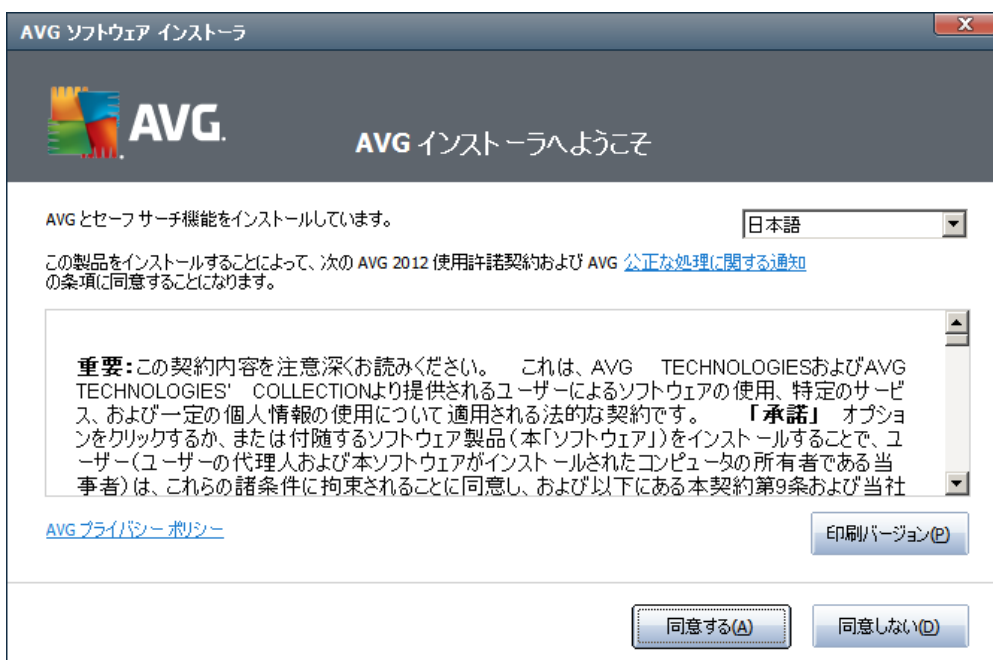 AVG ソフトウェア インストーラ
AVG.
AVG インストーラへようこそ
AVG とセーフ サーチ機能をインストールしています。
日本語
この製品をインストールすることによって、次の AVG 2012 使用許諾契約および AVG 公正な処理に関する通知
の条項に同意することになります。
重要:この契約内容を注意深くお読みください。 これは、AVG TECHNOLOGIESおよびAVG
TECHNOLOGIES' COLLECTIONより提供されるユーザーによるソフトウェアの使用、特定のサービ
ス、および一定の個人情報の使用について適用される法的な契約です。 「承諾」 オプショ
ンをクリックするか、または付随するソフトウェア製品(本「ソフトウェア」)をインストールすることで、ユ
ーザー(ユーザーの代理人および本ソフトウェアがインストールされたコンピュータの所有者である当
事者)は、これらの諸条件に拘束されることに同意し、および以下にある本契約第9条および当社
AVG プライバシー ポリシー
印刷バージョン(P)
同意する(A)
同意しない(D)